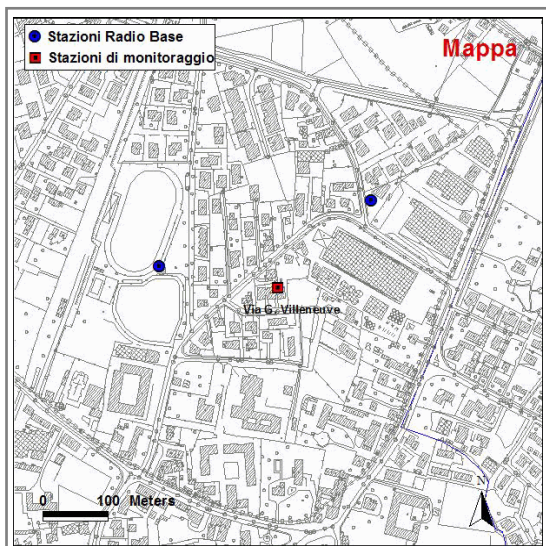 Stazioni Radio Base
Stazioni di monitoraggio
Mappa
Via G. Villeneuve
N
0 100 Meters